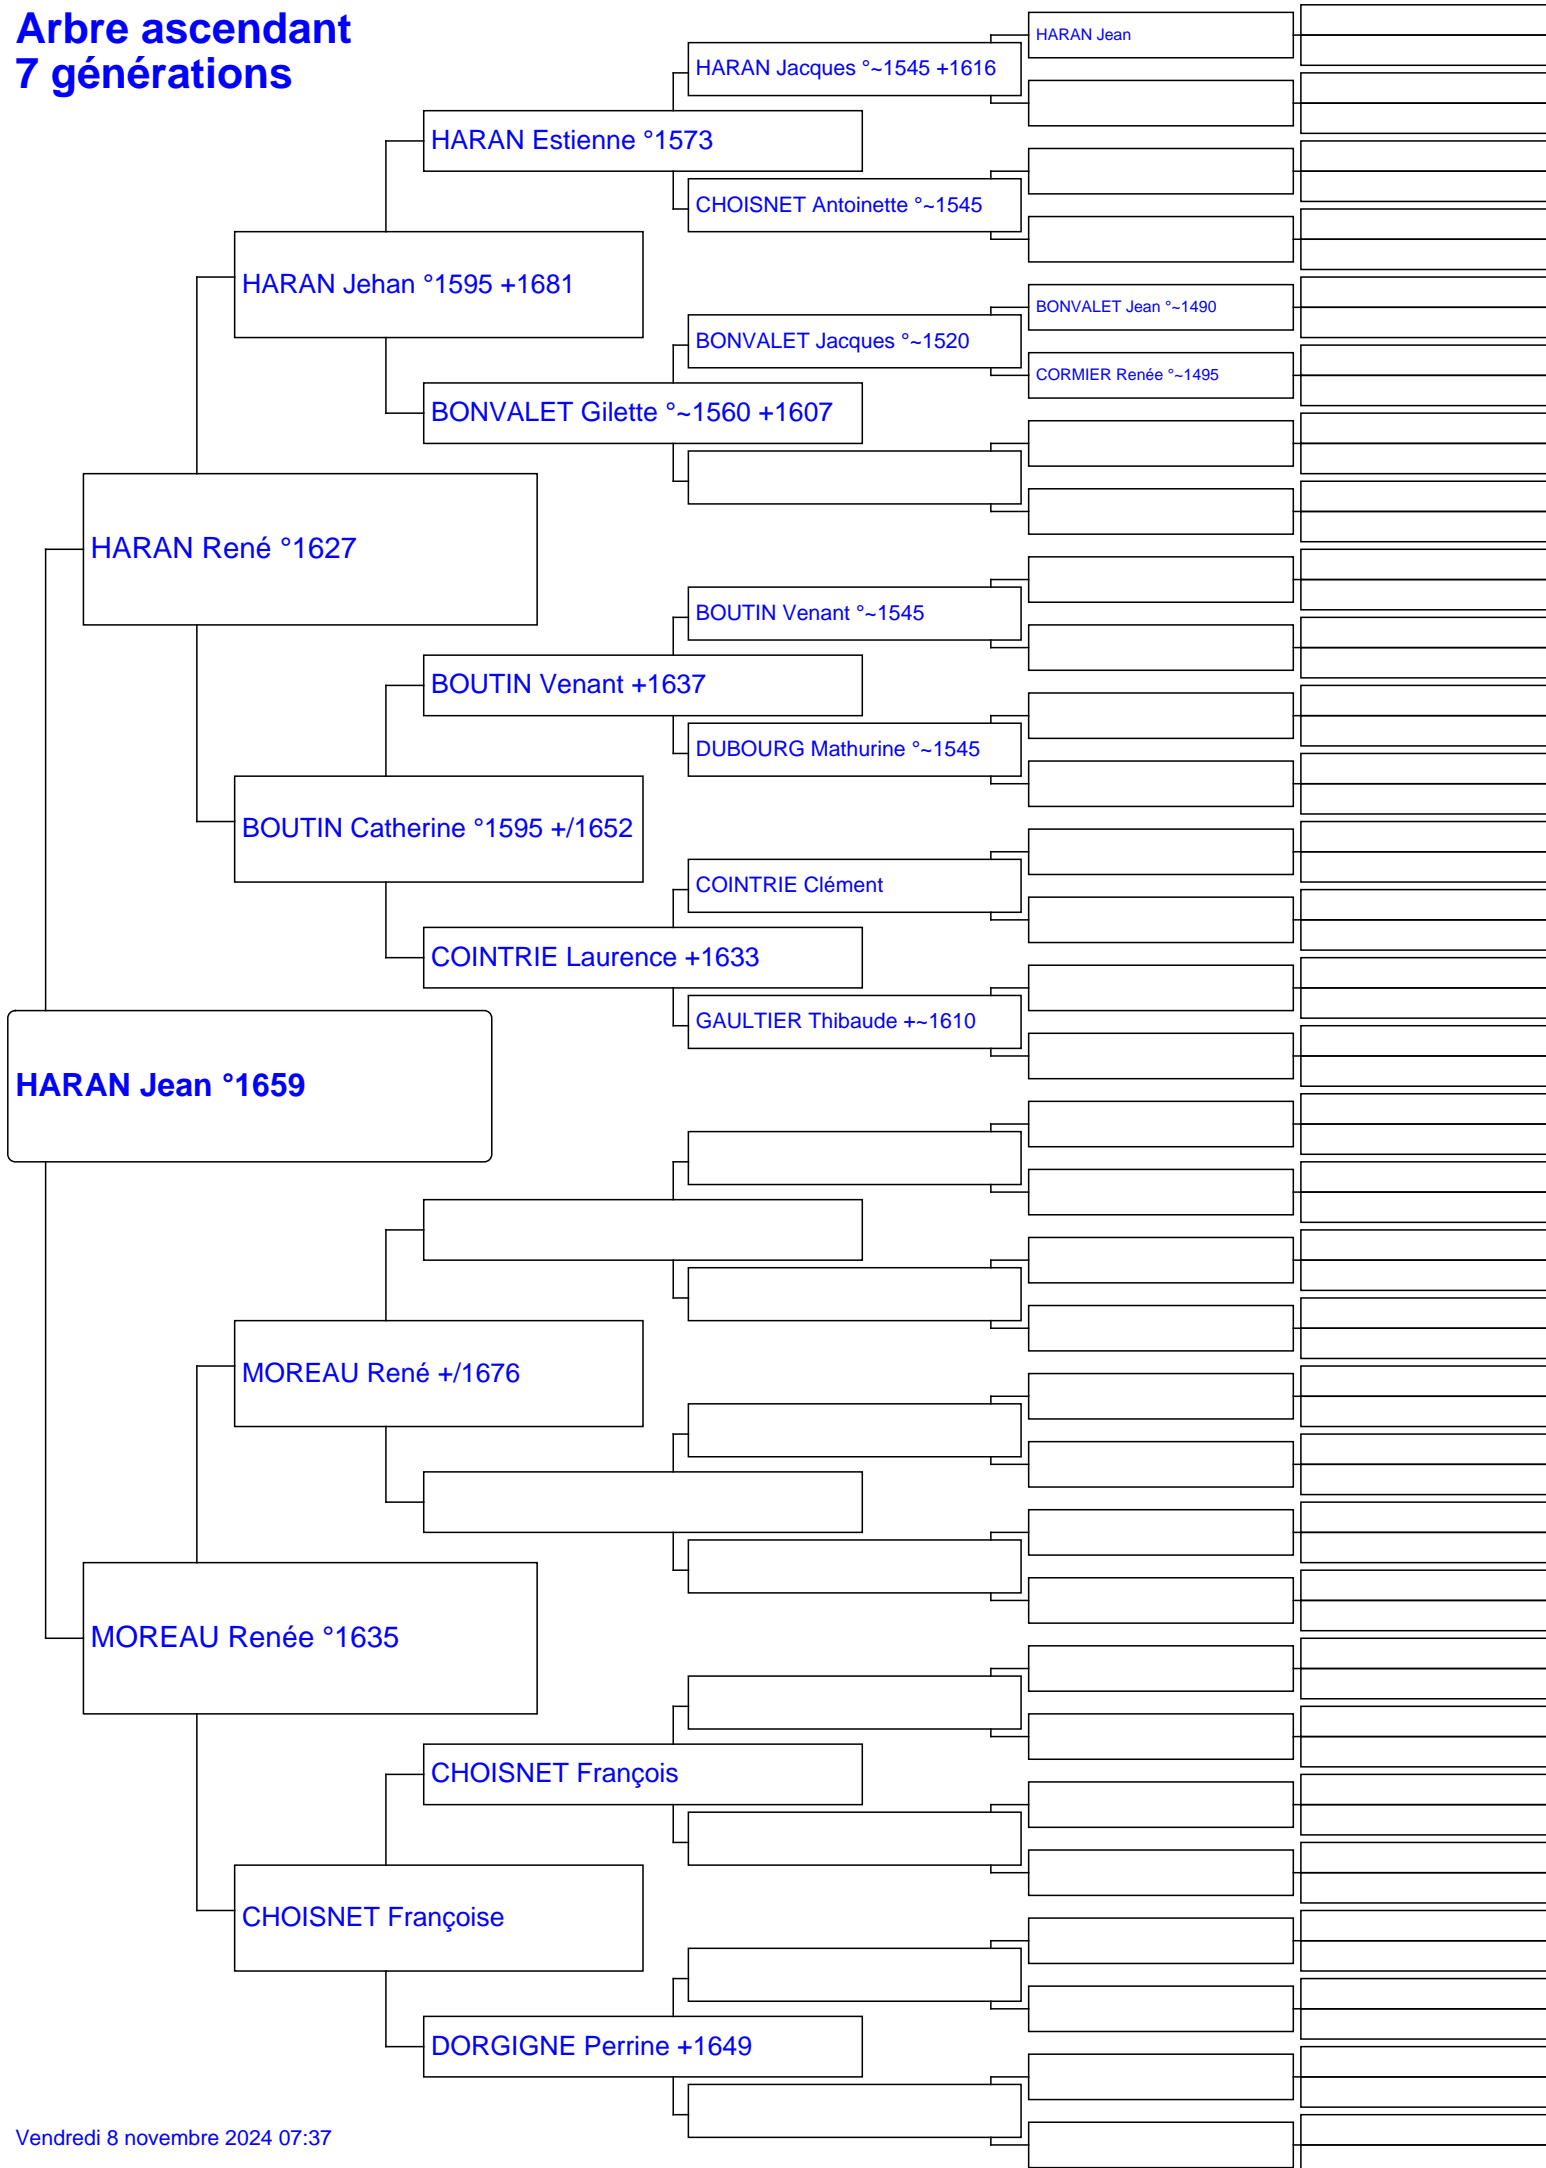 Arbre ascendant
7 générations
HARAN Jean
HARAN Jacques °~1545 +1616
HARAN Estienne °1573
CHOISNET Antoinette °~1545
HARAN Jehan °1595 +1681
BONVALET Jean °~1490
BONVALET Jacques °~1520
CORMIER Renée °~1495
BONVALET Gilette °~1560 +1607
HARAN René °1627
BOUTIN Venant °~1545
BOUTIN Venant +1637
DUBOURG Mathurine °~1545
BOUTIN Catherine °1595 +/1652
COINTRIE Clément
COINTRIE Laurence +1633
GAULTIER Thibaude +~1610
HARAN Jean °1659
MOREAU René +/1676
MOREAU Renée °1635
CHOISNET François
CHOISNET Françoise
DORGIGNE Perrine +1649
Vendredi 8 novembre 2024 07:37